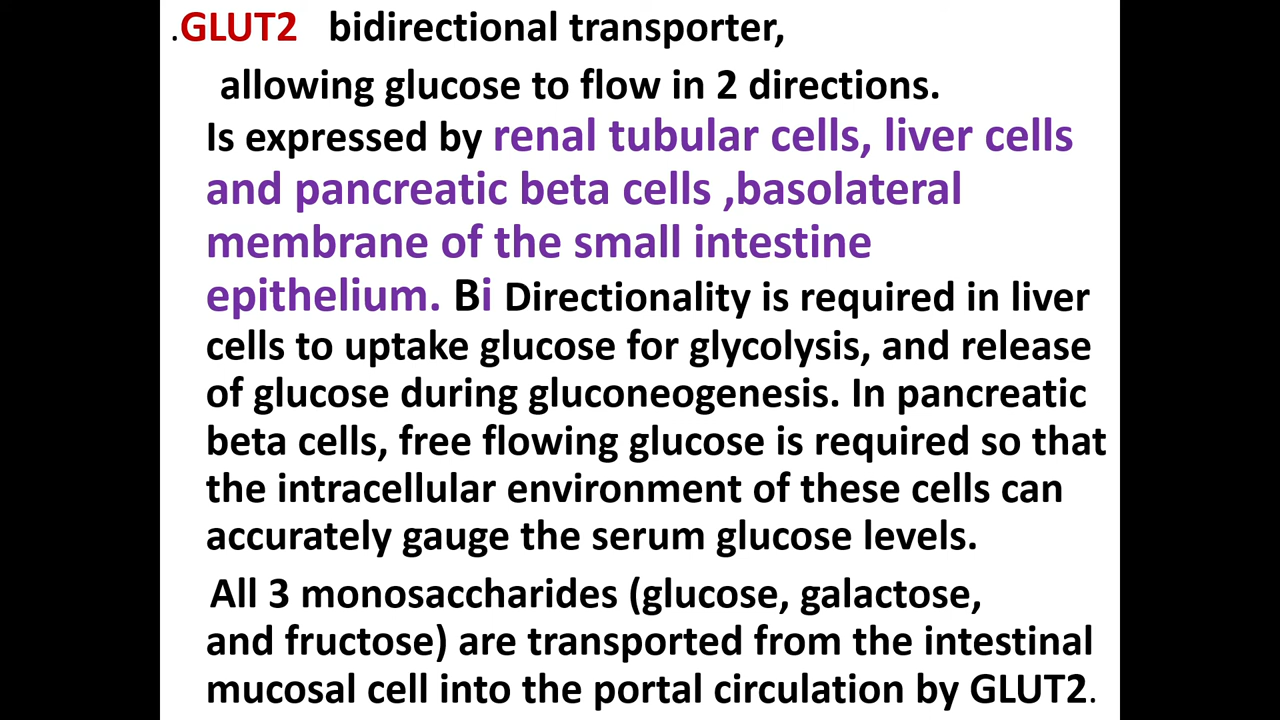 .GLUT2 bidirectional transporter,
allowing glucose to flow in 2 directions.
Is expressed by renal tubular cells, liver cells
and pancreatic beta cells ,basolateral
membrane of the small intestine
epithelium. Bi Directionality is required in liver
cells to uptake glucose for glycolysis, and release
of glucose during gluconeogenesis. In pancreatic
beta cells, free flowing glucose is required so that
the intracellular environment of these cells can
accurately gauge the serum glucose levels.
All 3 monosaccharides (glucose, galactose,
and fructose) are transported from the intestinal
mucosal cell into the portal circulation by GLUT2.